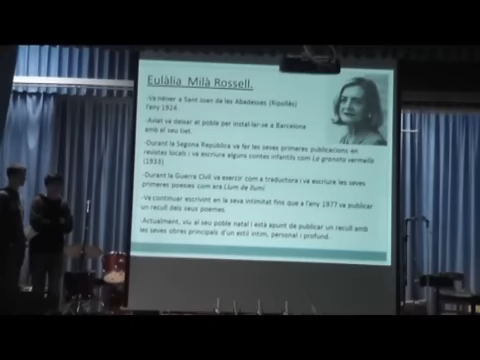 Eulàlia Milà Rossell.
-Va néixer a Sant Joan de les Abadesses (Ripollès)
l'any 1924.
-Aviat va deixar el poble per instal·lar-se a Barcelona
amb el seu tiet.
-Durant la Segona República va fer les seves primeres publicacions en
revistes locals i va escriure alguns contes infantils com La granota vermella
(1933)
-Durant la Guerra Civil va exercir com a traductora i va escriure les seves
primeres poesies com ara Llum de llumí
-Va continuar escrivint en la seva intimitat fins que a l'any 1977 va publicar
un recull dels seus poemes.
-Actualment, viu al seu poble natal i està apunt de publicar un recull amb
les seves obres principals d'un estil íntim, personal i profund.